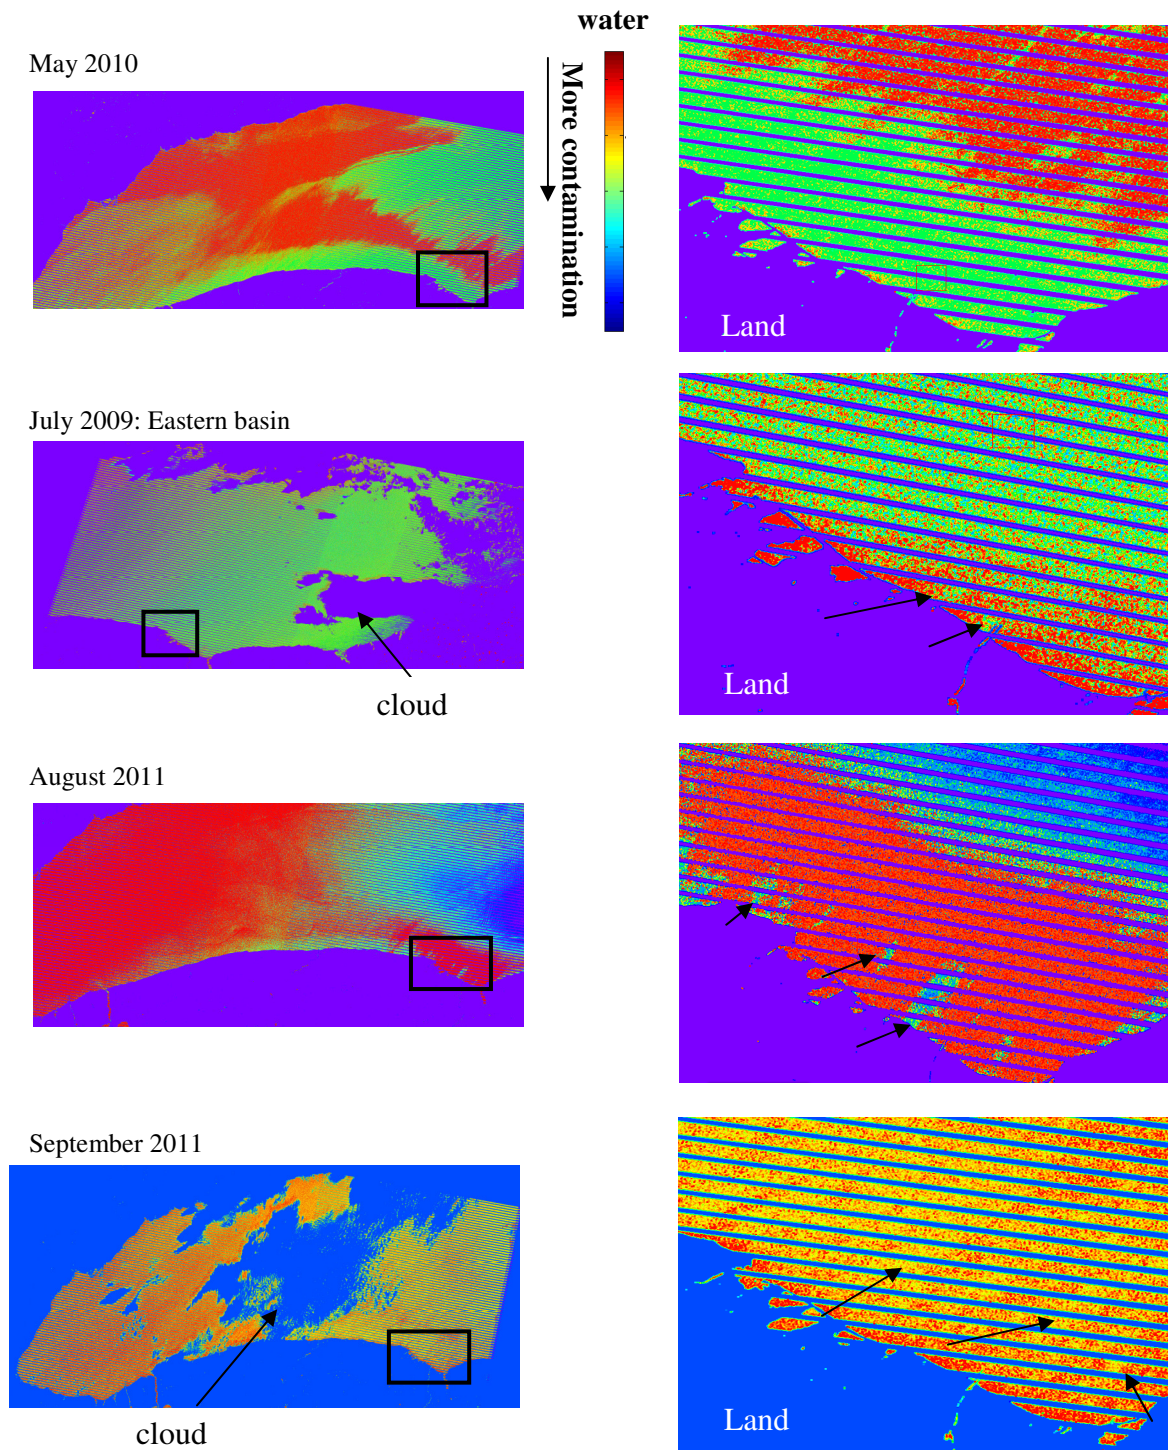 water
May 2010
More contamination
Land
July 2009: Eastern basin
cloud
Land
August 2011
September 2011
cloud
Land